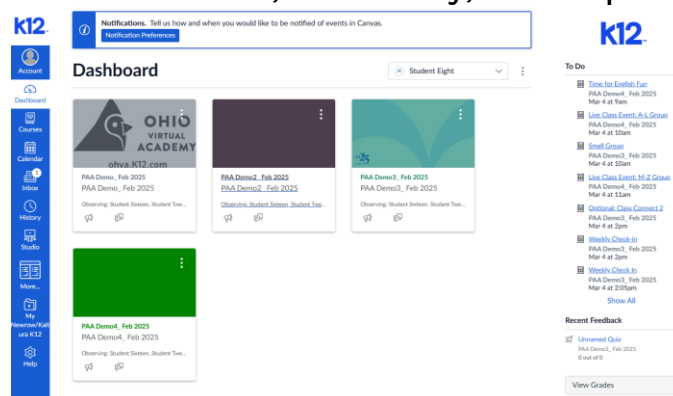 K12
Account
Dashboard
Courses
Calendar
1
Inbox
History
Studio
More...
My
Newrow/Kalt
ura K12
Help
Notifications. Tell us how and when you would like to be notified of events in Canvas.
Notification Preferences
Dashboard
Student Eight
OHIO
VIRTUAL
ACADEMY
ohva.K12.com
PAA Demo_ Feb 2025
PAA Demo_ Feb 2025
Observing: Student Sixteen, Student Twe...
PAA Demo2_ Feb 2025
PAA Demo2_ Feb 2025
Observing: Student Sixteen, Student Twe...
PAA Demo3_ Feb 2025
PAA Demo3_ Feb 2025
Observing: Student Sixteen, Student Twe...
PAA Demo4_ Feb 2025
PAA Demo4_ Feb 2025
Observing: Student Sixteen, Student Twe...
K12
To Do
Time for English Fun
PAA Demo4_ Feb 2025
Mar 4 at 9am
Live Class Event: A-L Group
PAA Demo4_ Feb 2025
Mar 4 at 10am
Small Group
PAA Demo3_ Feb 2025
Mar 4 at 10am
Live Class Event: M-Z Group
PAA Demo4_ Feb 2025
Mar 4 at 11am
Optional: Class Connect 2
PAA Demo3_ Feb 2025
Mar 4 at 2pm
Weekly Check-in
PAA Demo3_ Feb 2025
Mar 4 at 2pm
Weekly Check In
PAA Demo3_ Feb 2025
Mar 4 at 2:05pm
Show All
Recent Feedback
Unnamed Quiz
PAA Demo3_ Feb 2025
0 out of 0
View Grades